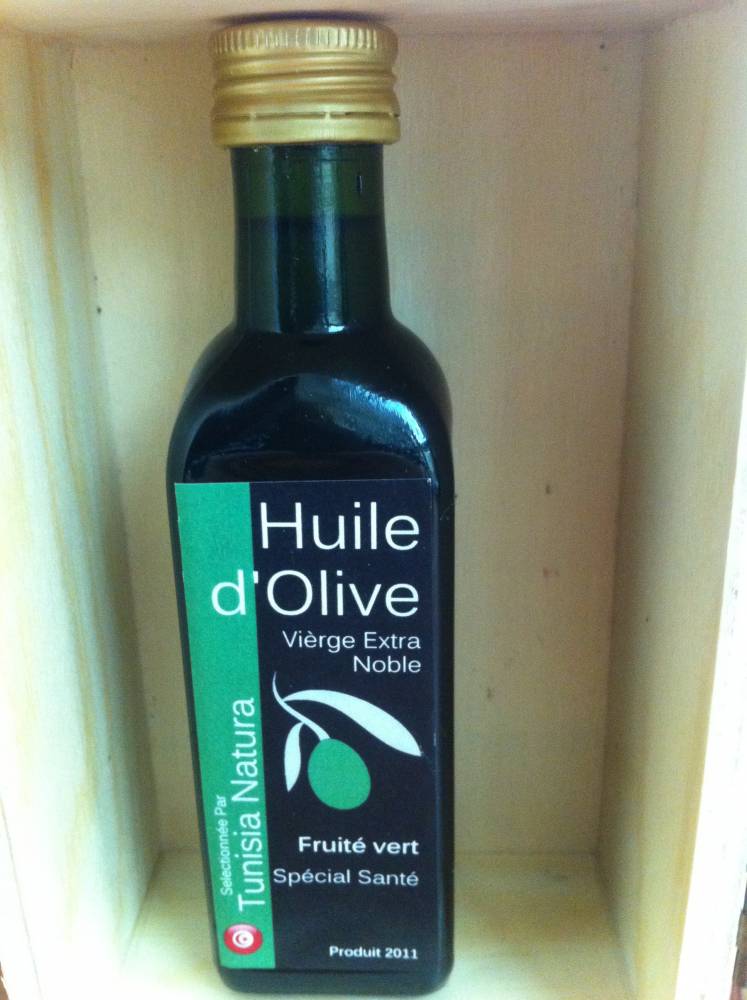 Huile
d'Olive
Vièrge Extra
Noble
Selectionnée Par
Tunisia Natura
Fruité vert
Spécial Santé
Produit 2011